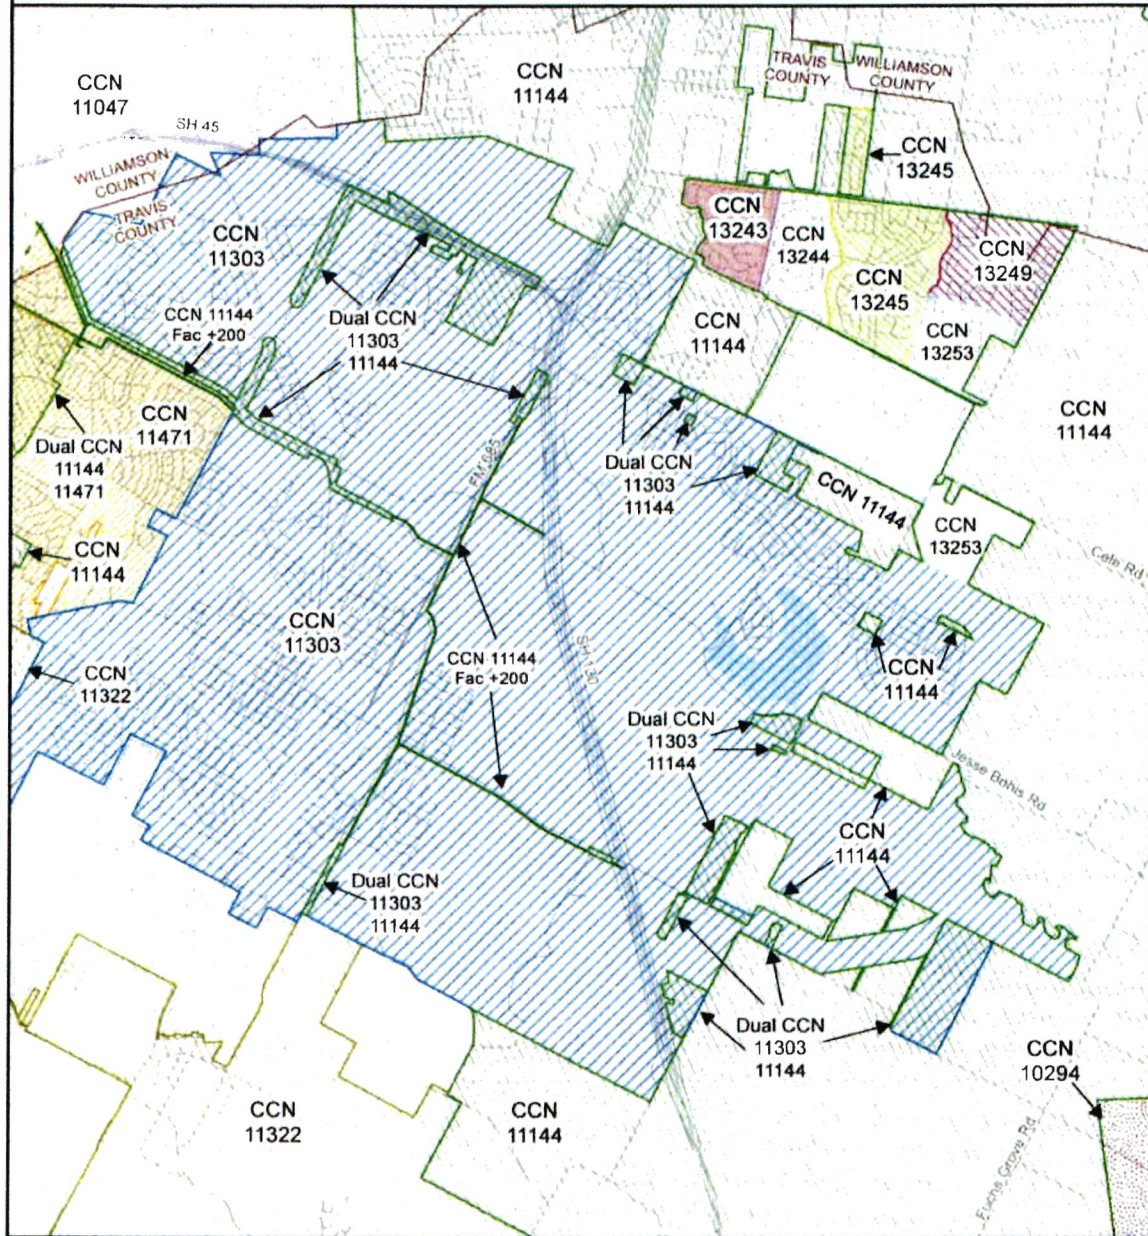 CCN
11047
CCN
11144
TRAVIS
COUNTY
WILLIAMSON
COUNTY
SH 45
CCN
13245
WILLIAMSON
COUNTY
TRAVIS
COUNTY
CCN
11303
CCN
13243
CCN
13244
CCN
13249
CCN
13245
CCN 11144
Fac +200
Dual CCN
11303
11144
CCN
11144
CCN
13253
CCN
11471
CCN
11144
Dual CCN
11144
11471
FM 685
Dual CCN
11303
11144
CCN 11144
CCN
13253
CCN
11144
Cele Rd
CCN
11303
SH 130
CCN 11144
Fac +200
CCN
11144
CCN
11322
Dual CCN
11303
11144
Jesse Bohls Rd
CCN
11144
Dual CCN
11303
11144
Dual CCN
11303
11144
CCN
10294
CCN
11322
CCN
11144
Fuchs Grove Rd